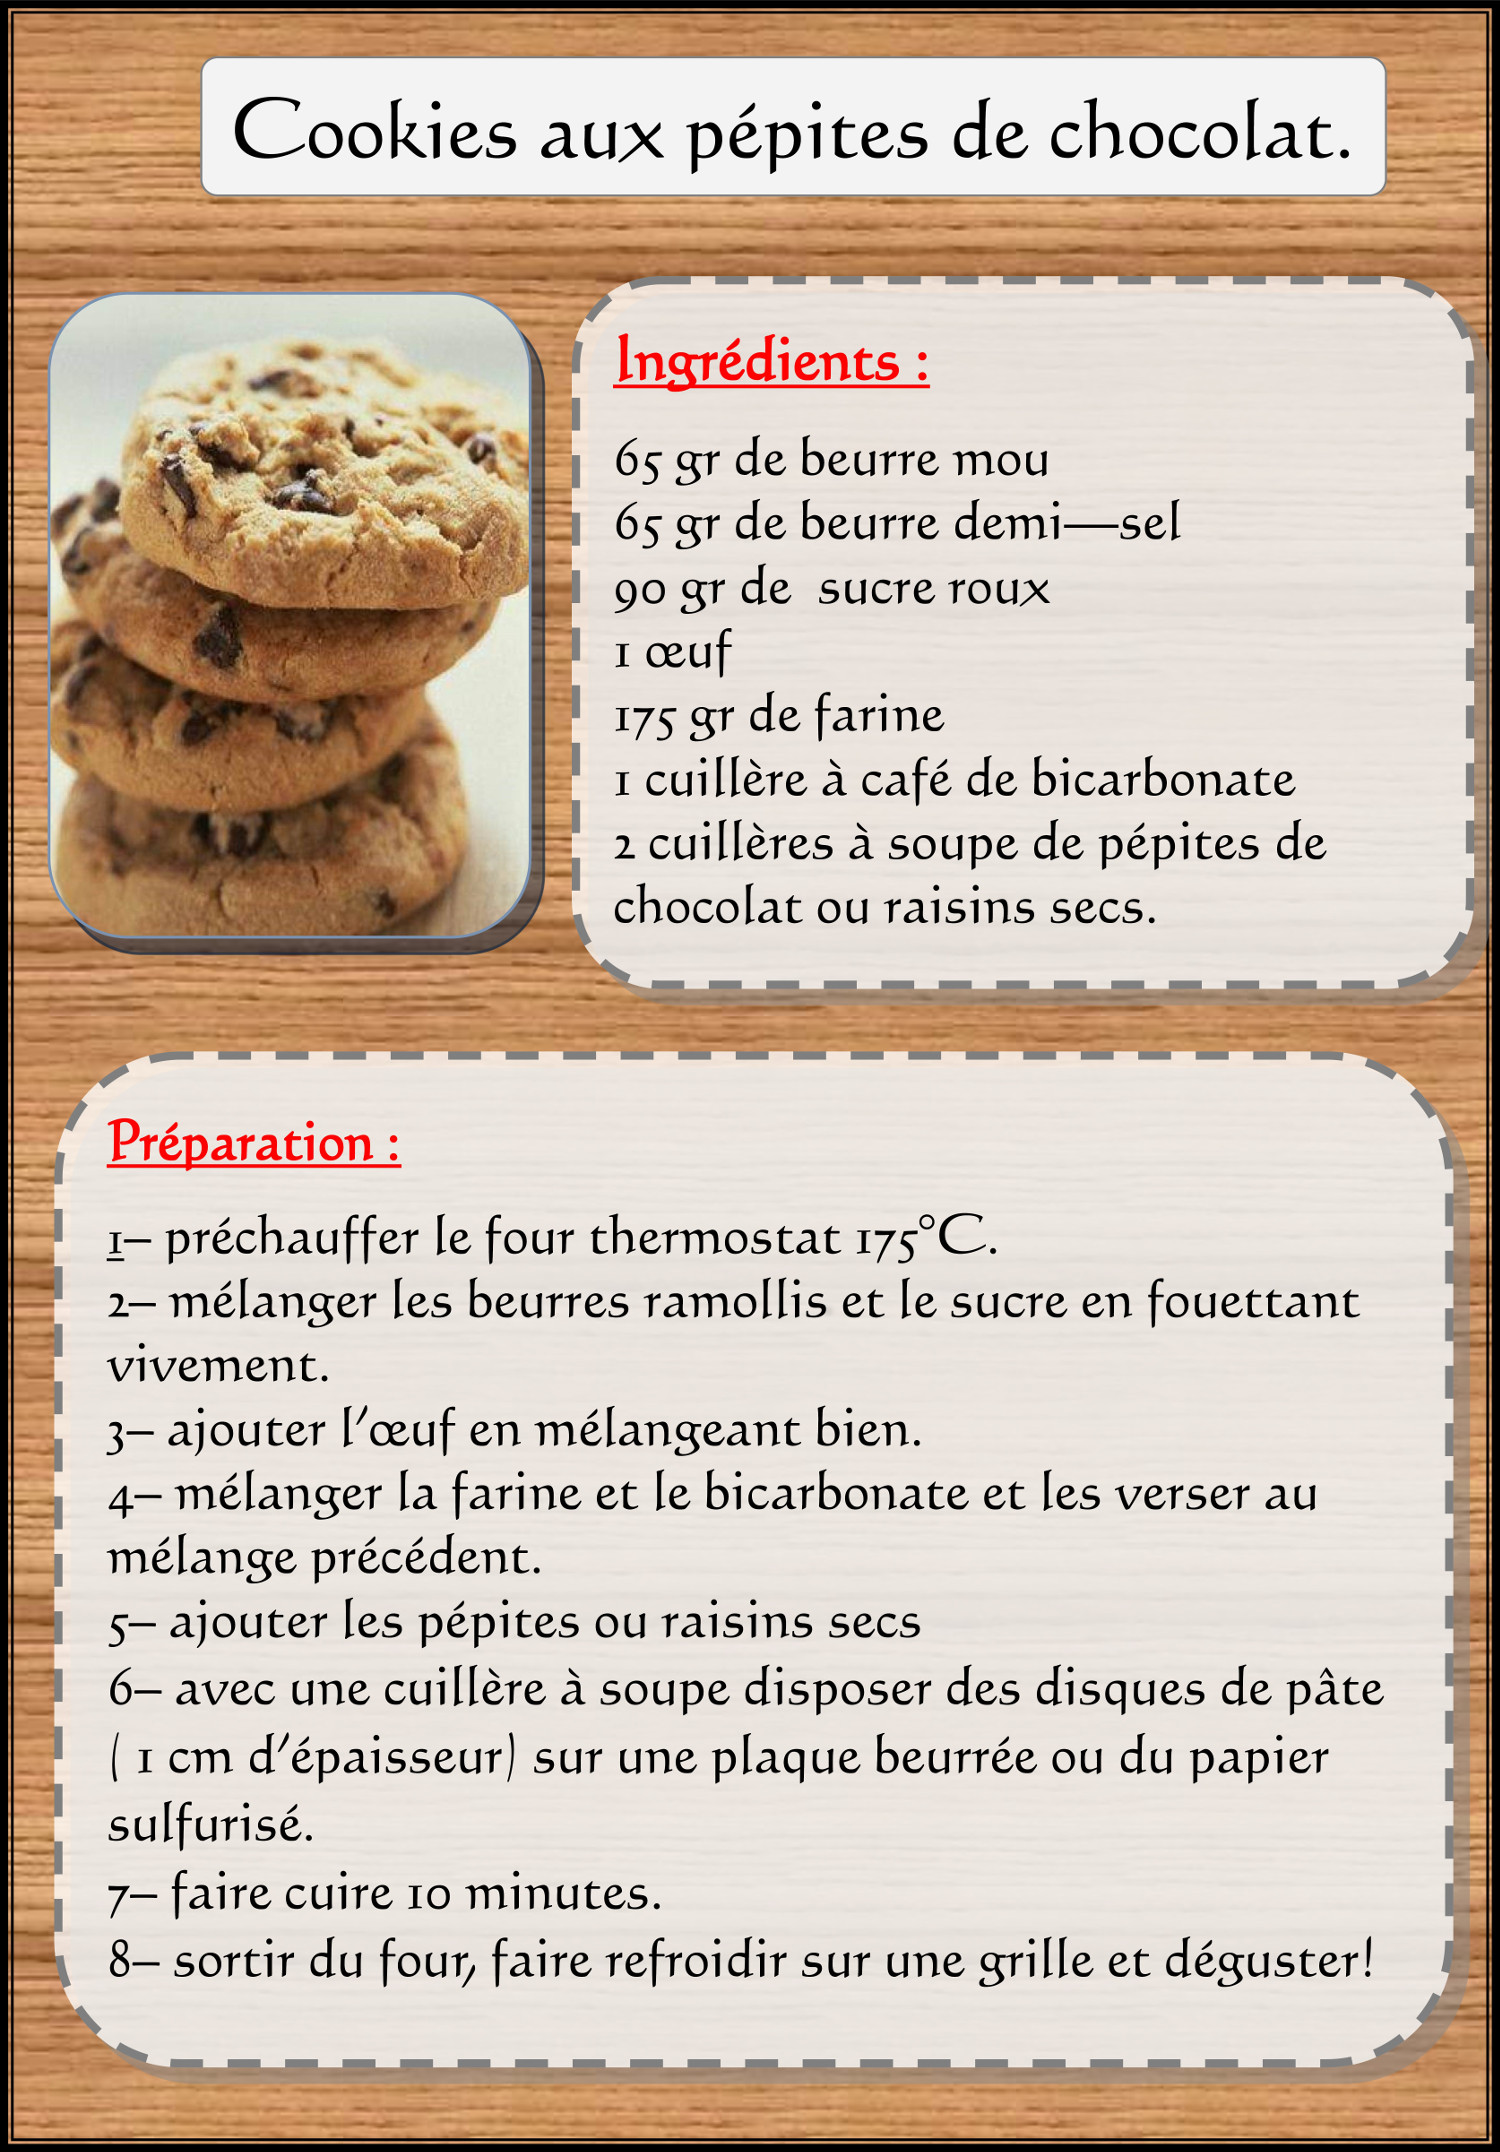 Cookies aux pépites de chocolat.
Ingrédients :
65 gr de beurre mou
65 gr de beurre demi—sel
90 gr de  sucre roux
1 œuf
175 gr de farine
1 cuillère à café de bicarbonate
2 cuillères à soupe de pépites de
chocolat ou raisins secs.
Préparation :
1– préchauffer le four thermostat 175°C.
2– mélanger les beurres ramollis et le sucre en fouettant
vivement.
3– ajouter l’œuf en mélangeant bien.
4– mélanger la farine et le bicarbonate et les verser au
mélange précédent.
5– ajouter les pépites ou raisins secs
6– avec une cuillère à soupe disposer des disques de pâte
( 1 cm d’épaisseur) sur une plaque beurrée ou du papier
sulfurisé.
7– faire cuire 10 minutes.
8– sortir du four, faire refroidir sur une grille et déguster!